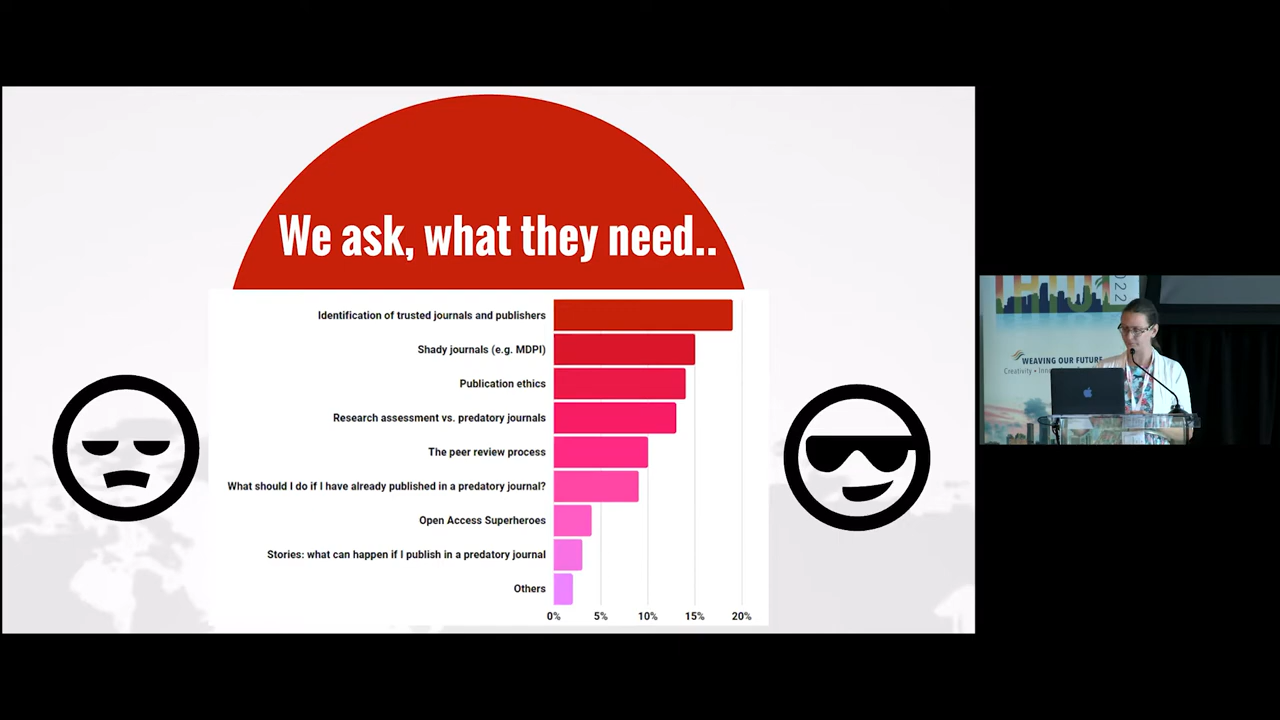 We ask, what they need..
Identification of trusted journals and publishers
Shady journals (e.g. MDPI)
Publication ethics
Research assessment vs. predatory journals
The peer review process
What should I do if I have already published in a predatory journal?
Open Access Superheroes
Stories: what can happen if I publish in a predatory journal
Others
0% 5% 10% 15% 20%
2022
WEAVING OUR FUTURE
Creativity •